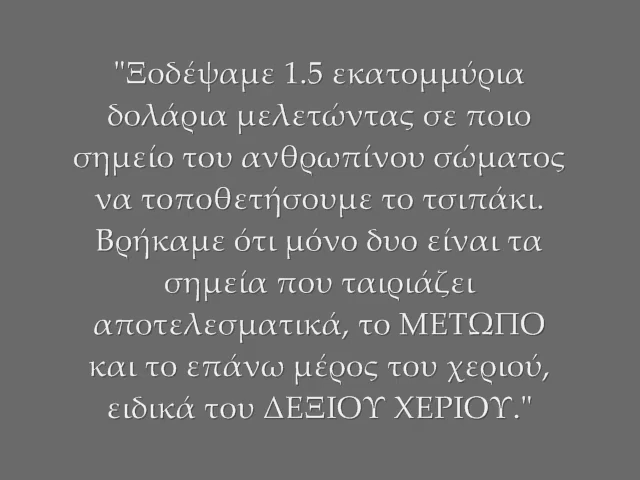 "Ξοδέψαμε 1.5 εκατομμύρια
δολάρια μελετώντας σε ποιο
σημείο του ανθρωπίνου σώματος
να τοποθετήσουμε το τσιπάκι.
Βρήκαμε ότι μόνο δυο είναι τα
σημεία που ταιριάζει
αποτελεσματικά, το ΜΕΤΩΠΟ
και το επάνω μέρος του χεριού,
ειδικά του ΔΕΞΙΟΥ ΧΕΡΙΟΥ."